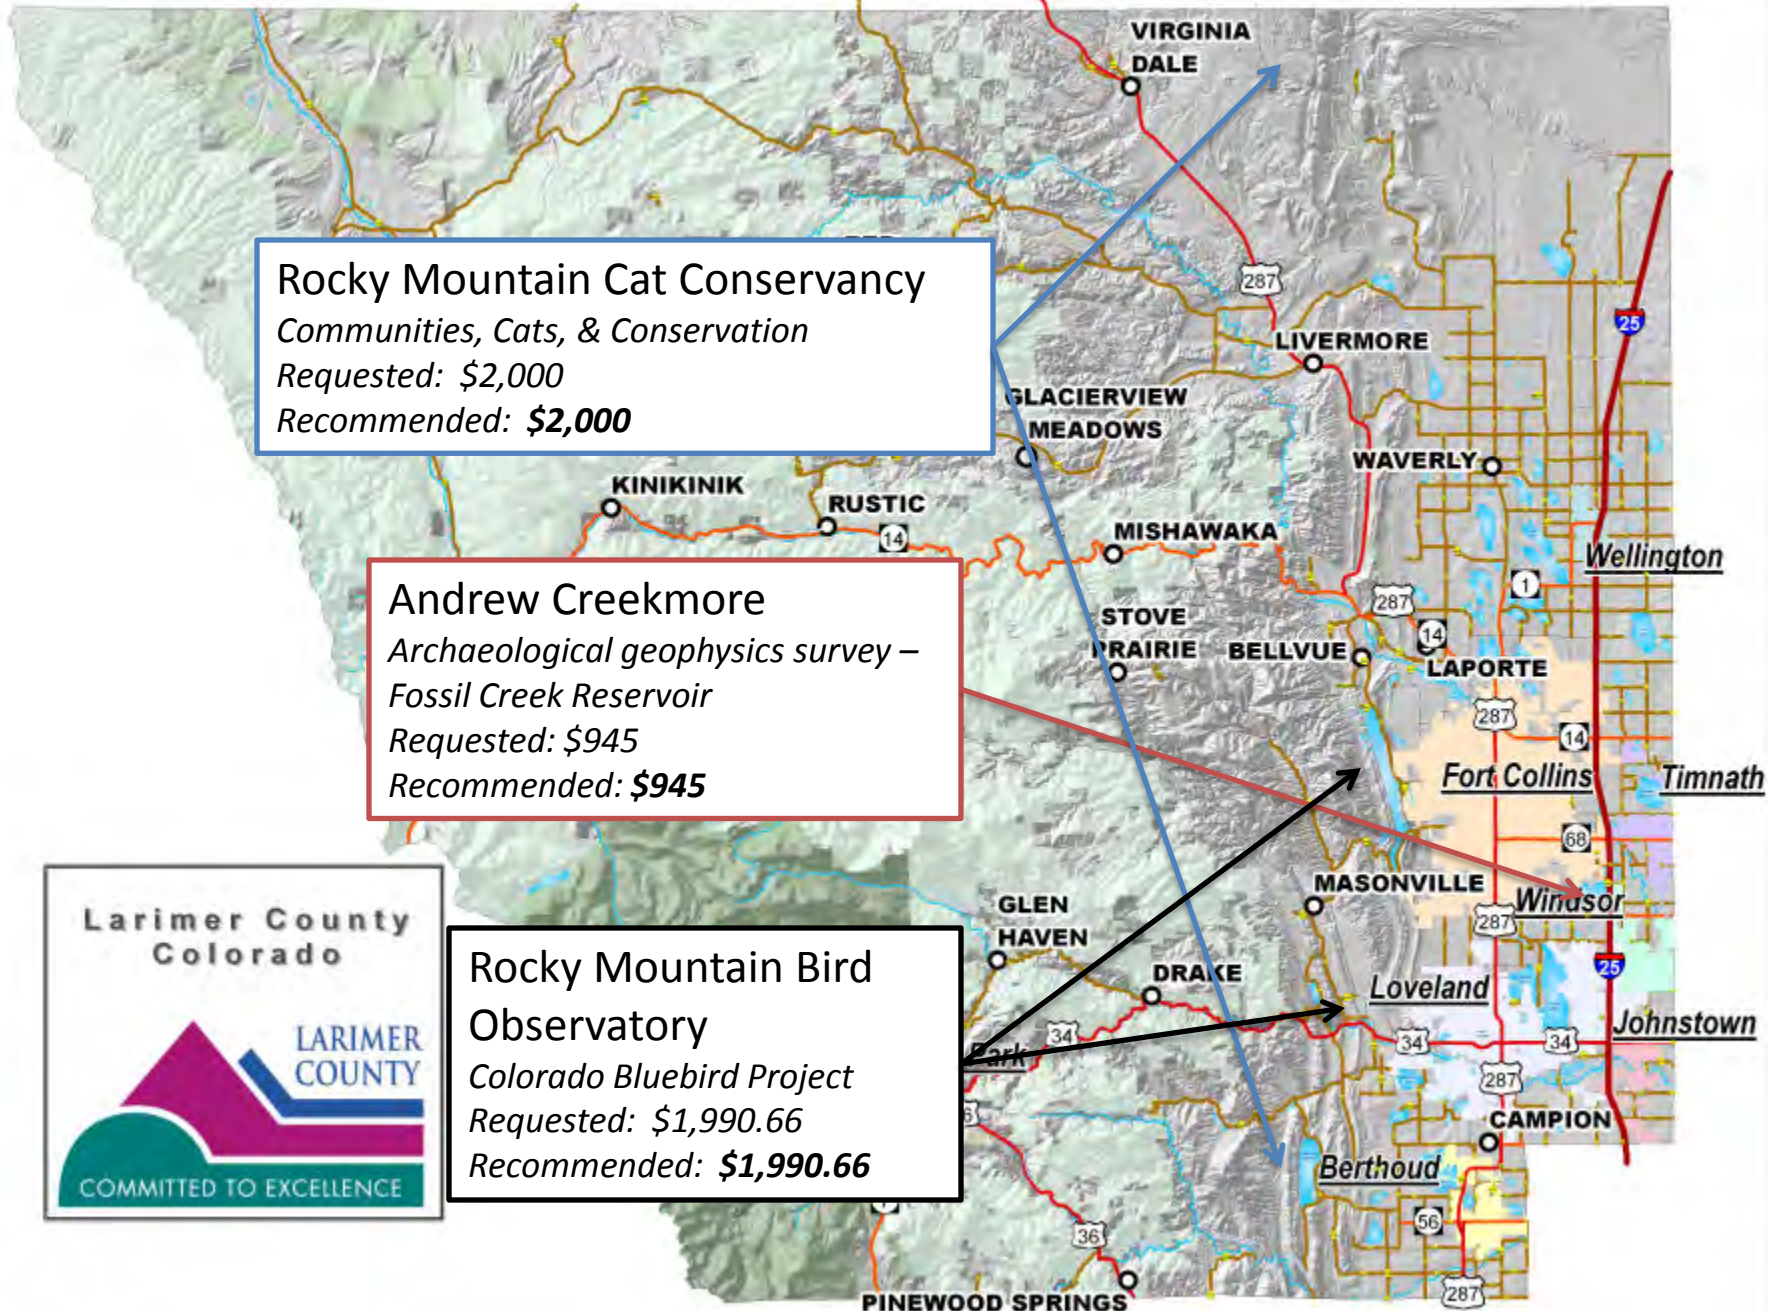 VIRGINIA
DALE
287
25
Rocky Mountain Cat Conservancy
Communities, Cats, & Conservation
Requested: $2,000
Recommended: $2,000
LIVERMORE
GLACIERVIEW
MEADOWS
WAVERLY
KINIKINIK
RUSTIC
14
MISHAWAKA
Wellington
1
287
14
Andrew Creekmore
Archaeological geophysics survey –
Fossil Creek Reservoir
Requested: $945
Recommended: $945
STOVE
PRAIRIE
BELLVUE
LAPORTE
287
14
Fort Collins
Timnath
68
MASONVILLE
Windsor
287
25
Larimer County
Colorado
LARIMER
COUNTY
COMMITTED TO EXCELLENCE
GLEN
HAVEN
DRAKE
Loveland
Johnstown
Rocky Mountain Bird
Observatory
Colorado Bluebird Project
Requested: $1,990.66
Recommended: $1,990.66
Park
34
34
34
287
CAMPION
Berthoud
56
36
287
PINEWOOD SPRINGS